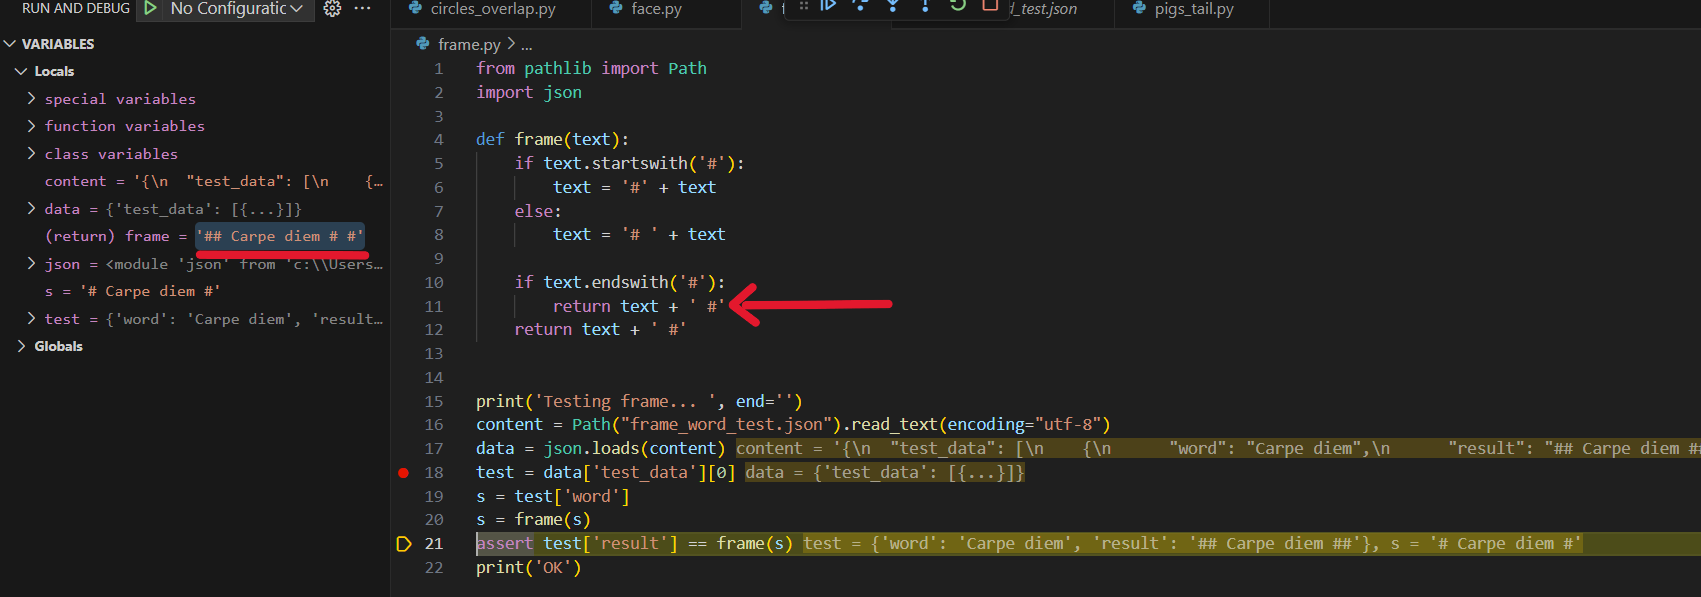 RUN AND DEBUG No Configuratic ...
circles_overlap.py face.py _test.json pigs_tail.py
VARIABLES
Locals
special variables
function variables
class variables
content = '{\n "test_data": [\n {...
data = {'test_data': [{...}]}
(return) frame = '## Carpe diem # #'
json = <module 'json' from 'c:\\Users...
s = '# Carpe diem #'
test = {'word': 'Carpe diem', 'result...
Globals
frame.py > ...
1 from pathlib import Path
2 import json
3
4 def frame(text):
5 if text.startswith('#'):
6 text = '#' + text
7 else:
8 text = '# ' + text
9
10 if text.endswith('#'):
11 return text + ' #'
12 return text + ' #'
13
14
15 print('Testing frame... ', end='')
16 content = Path("frame_word_test.json").read_text(encoding="utf-8")
17 data = json.loads(content) content = '{\n "test_data": [\n {\n "word": "Carpe diem",\n "result": "## Carpe diem ##
18 test = data['test_data'][0] data = {'test_data': [{...}]}
19 s = test['word']
20 s = frame(s)
21 assert test['result'] == frame(s) test = {'word': 'Carpe diem', 'result': '## Carpe diem ##'}, s = '# Carpe diem #'
22 print('OK')